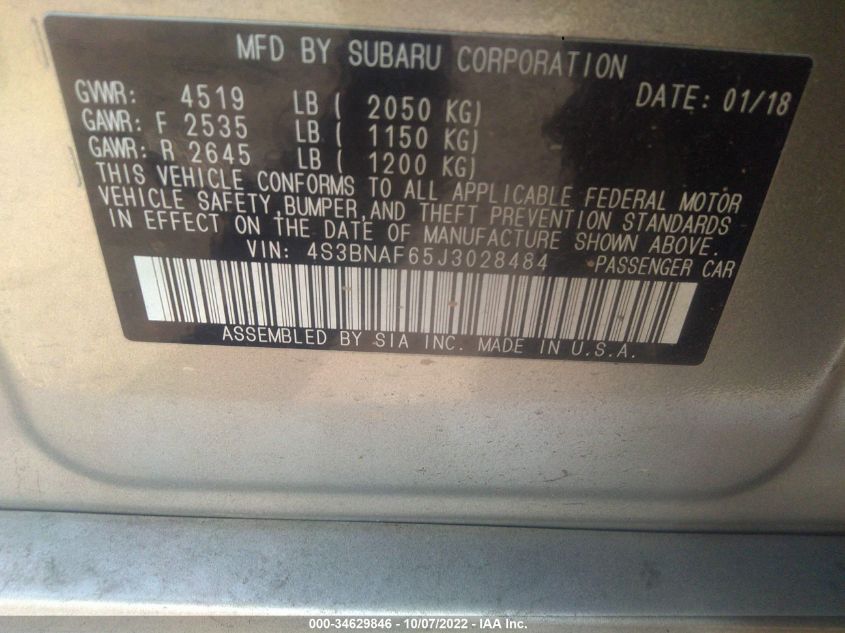 MFD BY SUBARU CORPORATION
GVWR: 4519 LB ( 2050 KG) DATE: 01/18
GAWR: F 2535 LB ( 1150 KG)
GAWR: R 2645 LB ( 1200 KG)
THIS VEHICLE CONFORMS TO ALL APPLICABLE FEDERAL MOTOR
VEHICLE SAFETY, BUMPER, AND THEFT PREVENTION STANDARDS
IN EFFECT ON THE DATE OF MANUFACTURE SHOWN ABOVE.
VIN: 4S3BNAF65J3028484 PASSENGER CAR
ASSEMBLED BY SIA INC. MADE IN U.S.A.
000-34629846 - 10/07/2022 - IAA Inc.